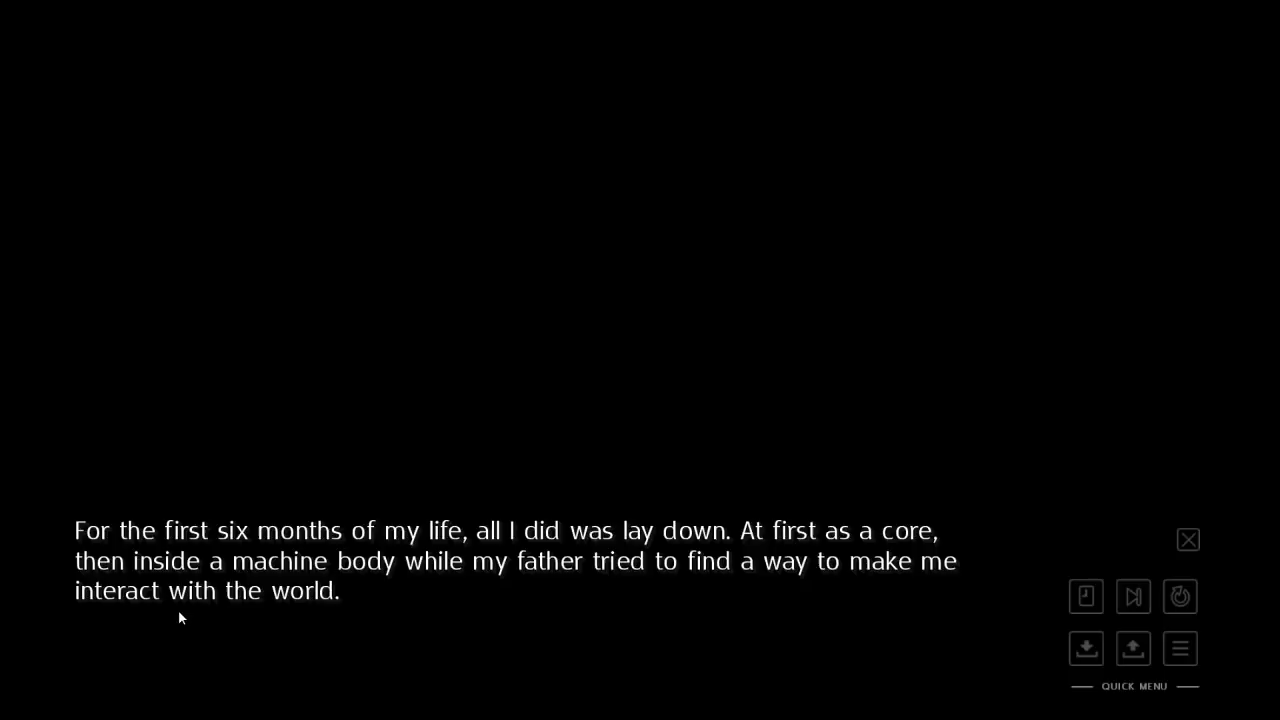 For the first six months of my life, all I did was lay down. At first as a core,
then inside a machine body while my father tried to find a way to make me
interact with the world.
QUICK MENU